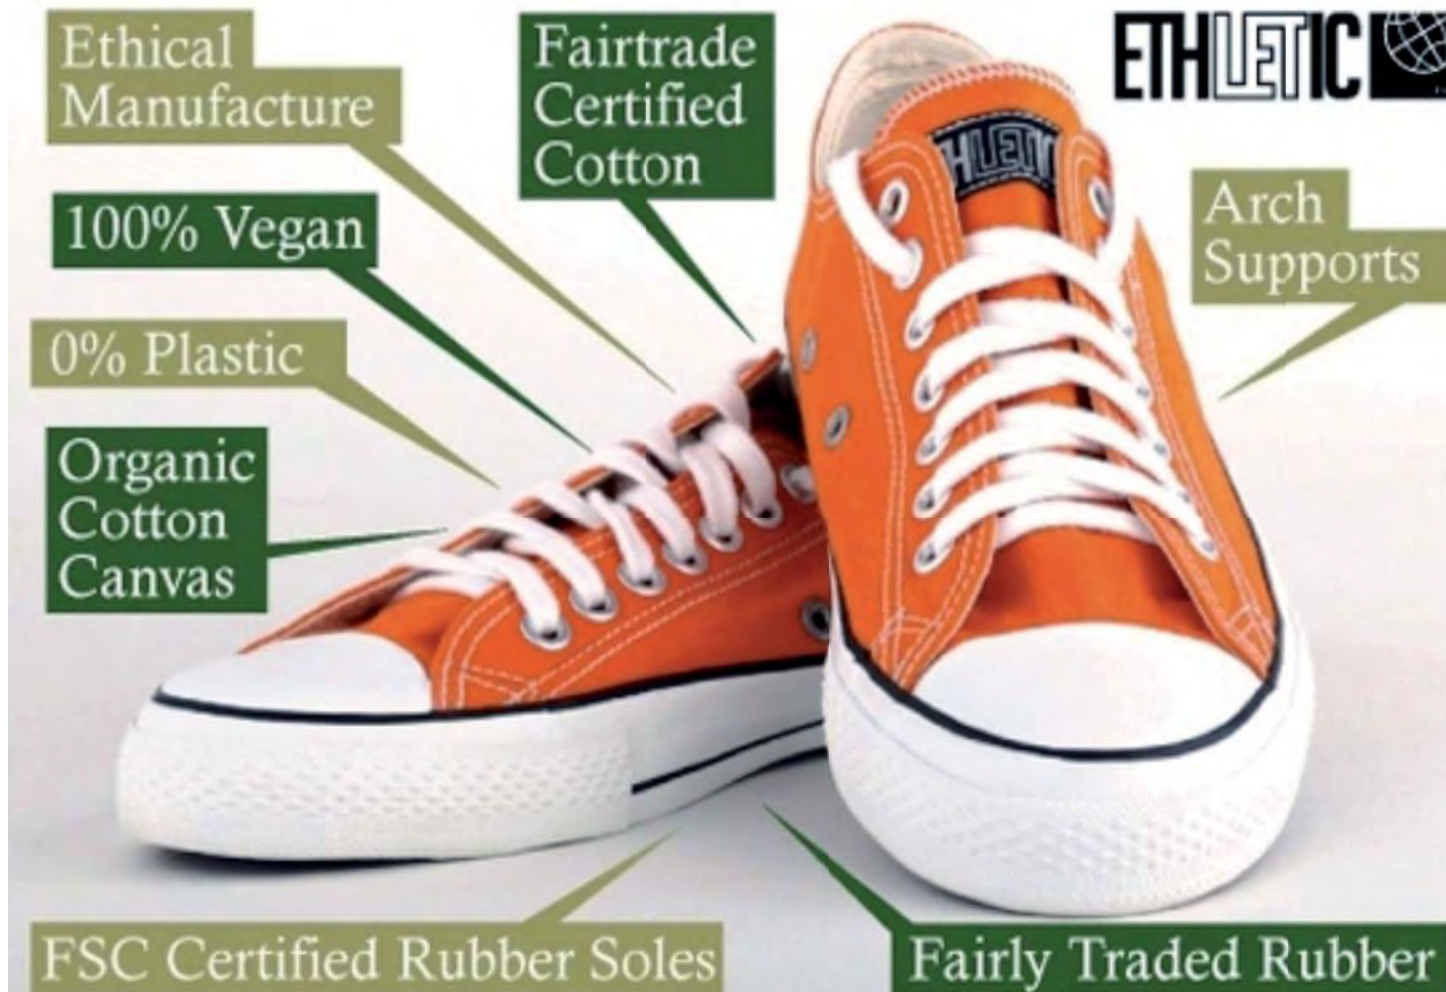 Ethical
Manufacture
100% Vegan
0% Plastic
Organic
Cotton
Canvas
Fairtrade
Certified
Cotton
ETHLETIC
HLETI
Arch
Supports
FSC Certified Rubber Soles
Fairly Traded Rubber